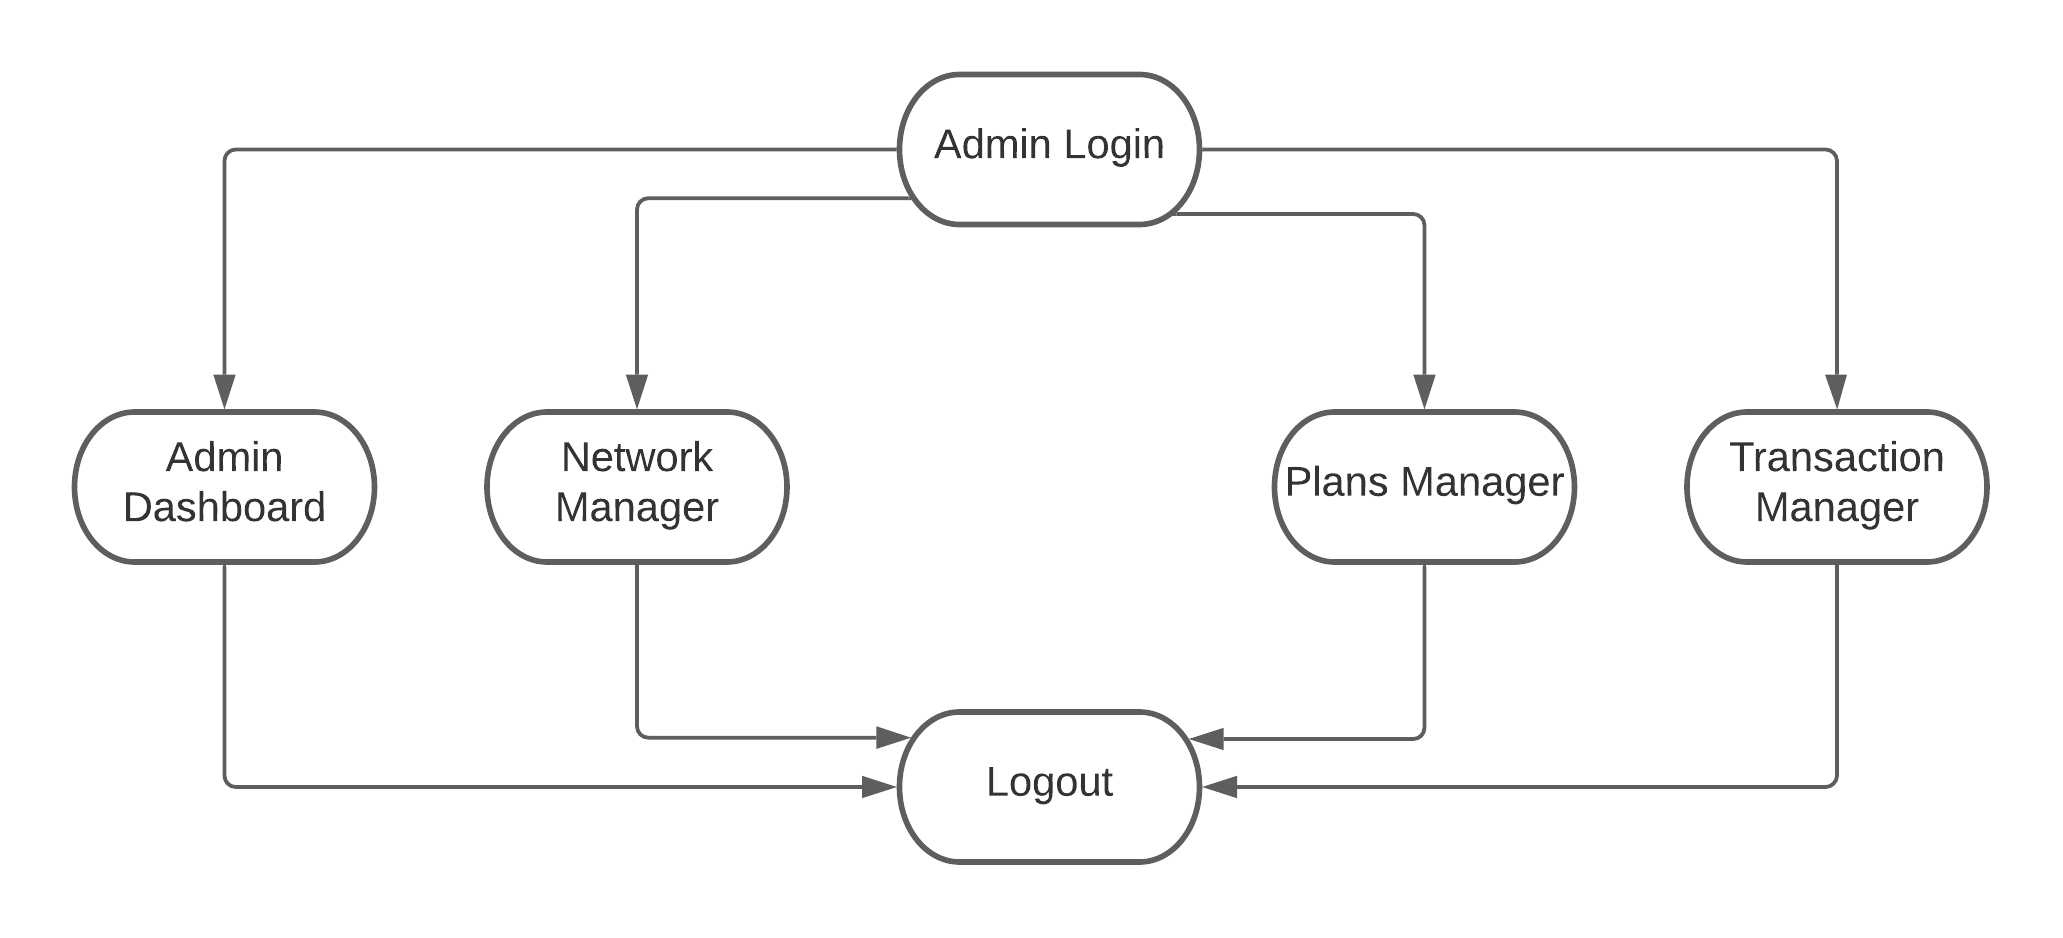 Admin Login
Admin
Dashboard
Network
Manager
Plans Manager
Transaction
Manager
Logout